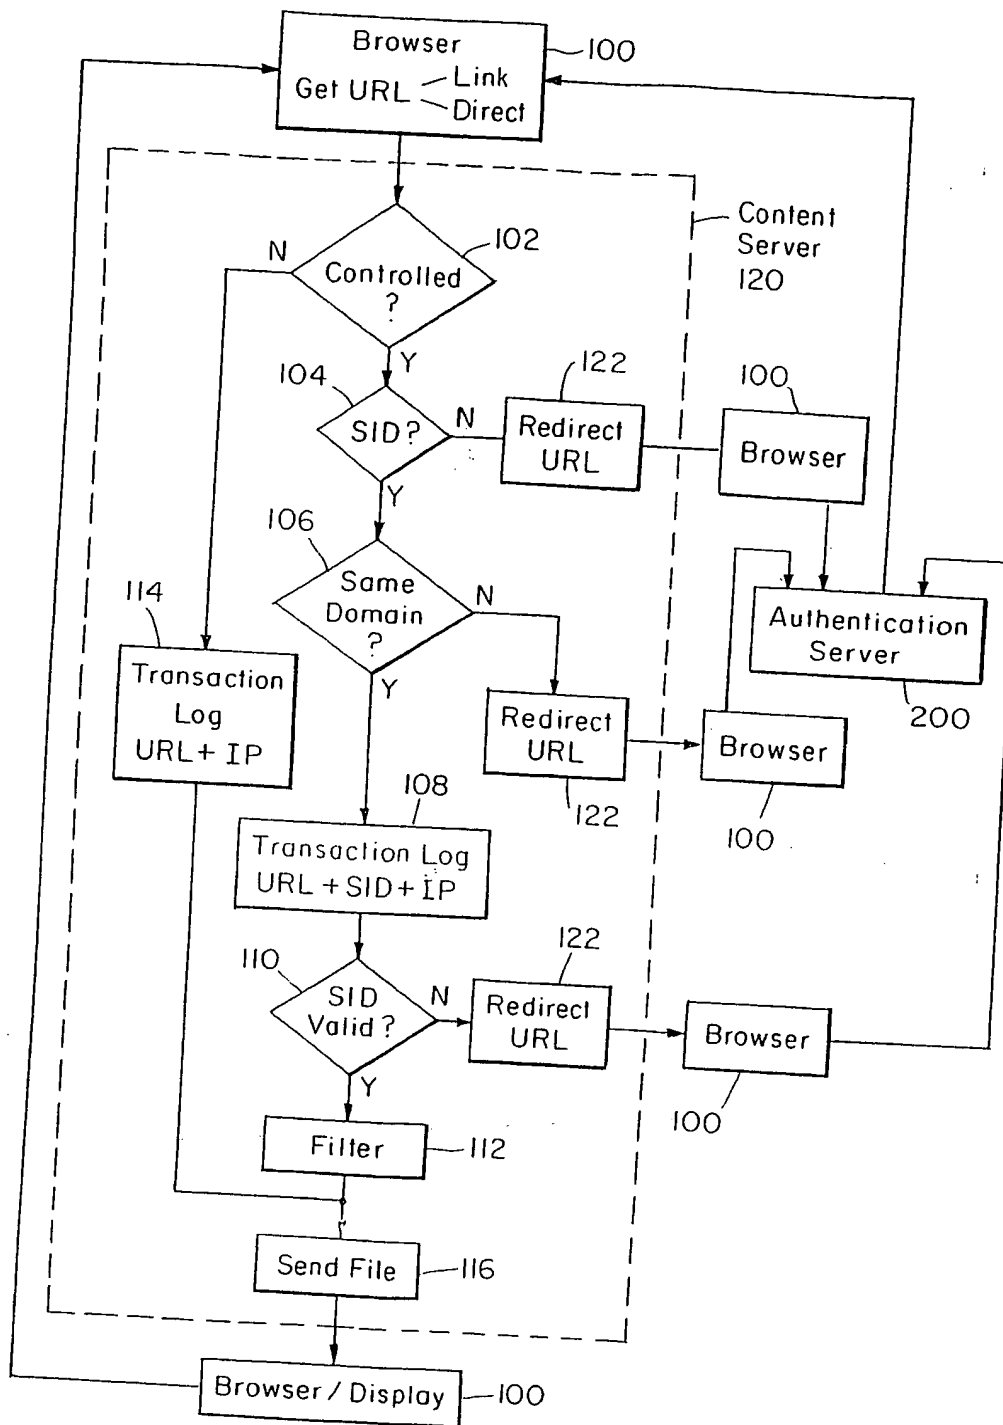 Browser
100
Get URL
Link
Direct
Content
Server
120
102
N
Controlled
?
Y
104
SID?
N
122
Redirect
URL
100
Browser
Y
106
Same
Domain
?
N
Y
114
Transaction
Log
URL + IP
Authentication
Server
200
Redirect
URL
122
Browser
100
108
Transaction Log
URL + SID + IP
110
SID
Valid ?
N
122
Redirect
URL
Browser
100
Y
Filter
112
Send File
116
Browser / Display
100